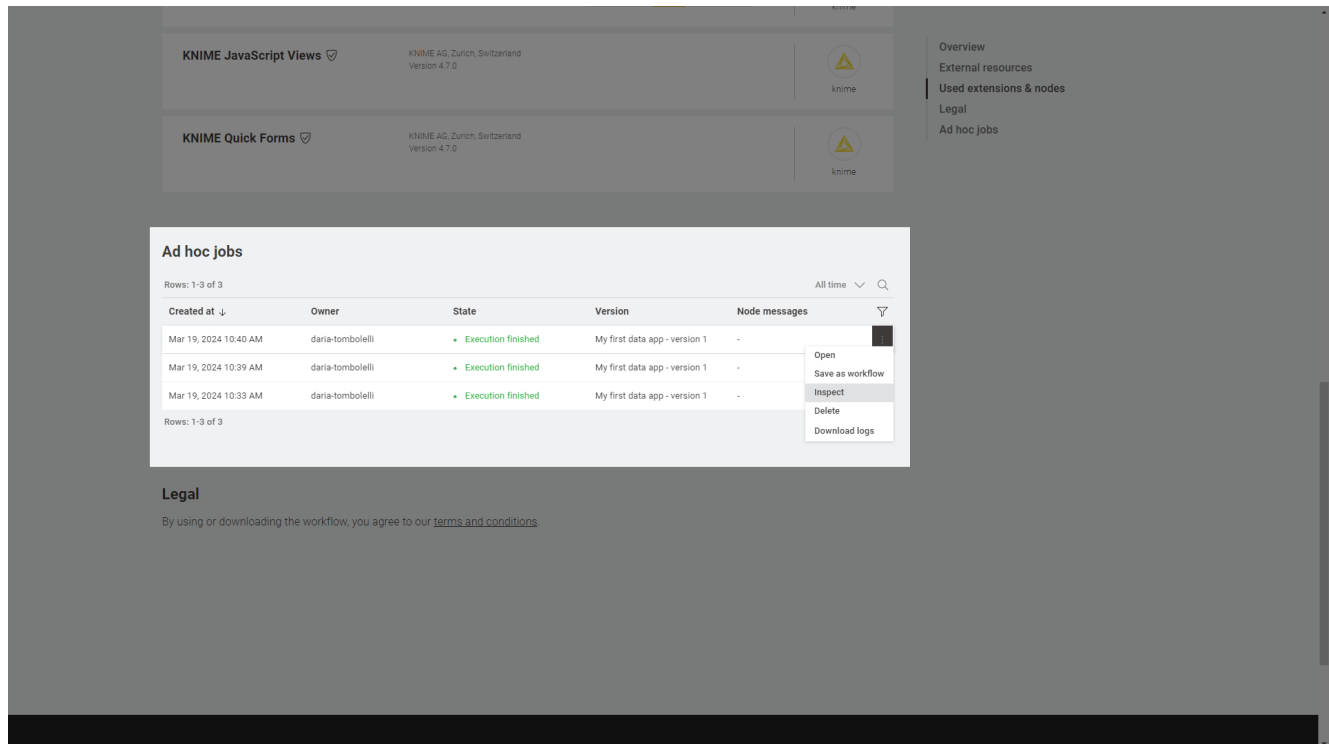 knime
KNIME JavaScript Views
KNIME AG, Zurich, Switzerland
Version 4.7.0
knime
KNIME Quick Forms
KNIME AG, Zurich, Switzerland
Version 4.7.0
knime
Overview
External resources
Used extensions & nodes
Legal
Ad hoc jobs
Ad hoc jobs
Rows: 1-3 of 3 All time
Created at ↓ Owner State Version Node messages
Mar 19, 2024 10:40 AM daria-tombolelli Execution finished My first data app - version 1 -
Mar 19, 2024 10:39 AM daria-tombolelli Execution finished My first data app - version 1 -
Mar 19, 2024 10:33 AM daria-tombolelli Execution finished My first data app - version 1 -
Rows: 1-3 of 3
Open
Save as workflow
Inspect
Delete
Download logs
Legal
By using or downloading the workflow, you agree to our terms and conditions.